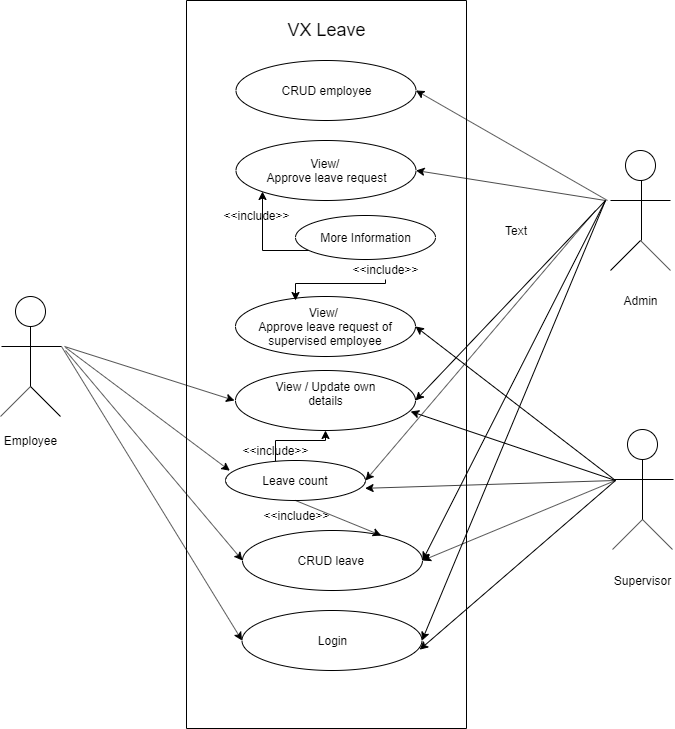 VX Leave
CRUD employee
View/
Approve leave request
<<include>>
More Information
Text
<<include>>
Admin
View/
Approve leave request of
supervised employee
View / Update own
details
Employee
<<include>>
Leave count
<<include>>
CRUD leave
Supervisor
Login